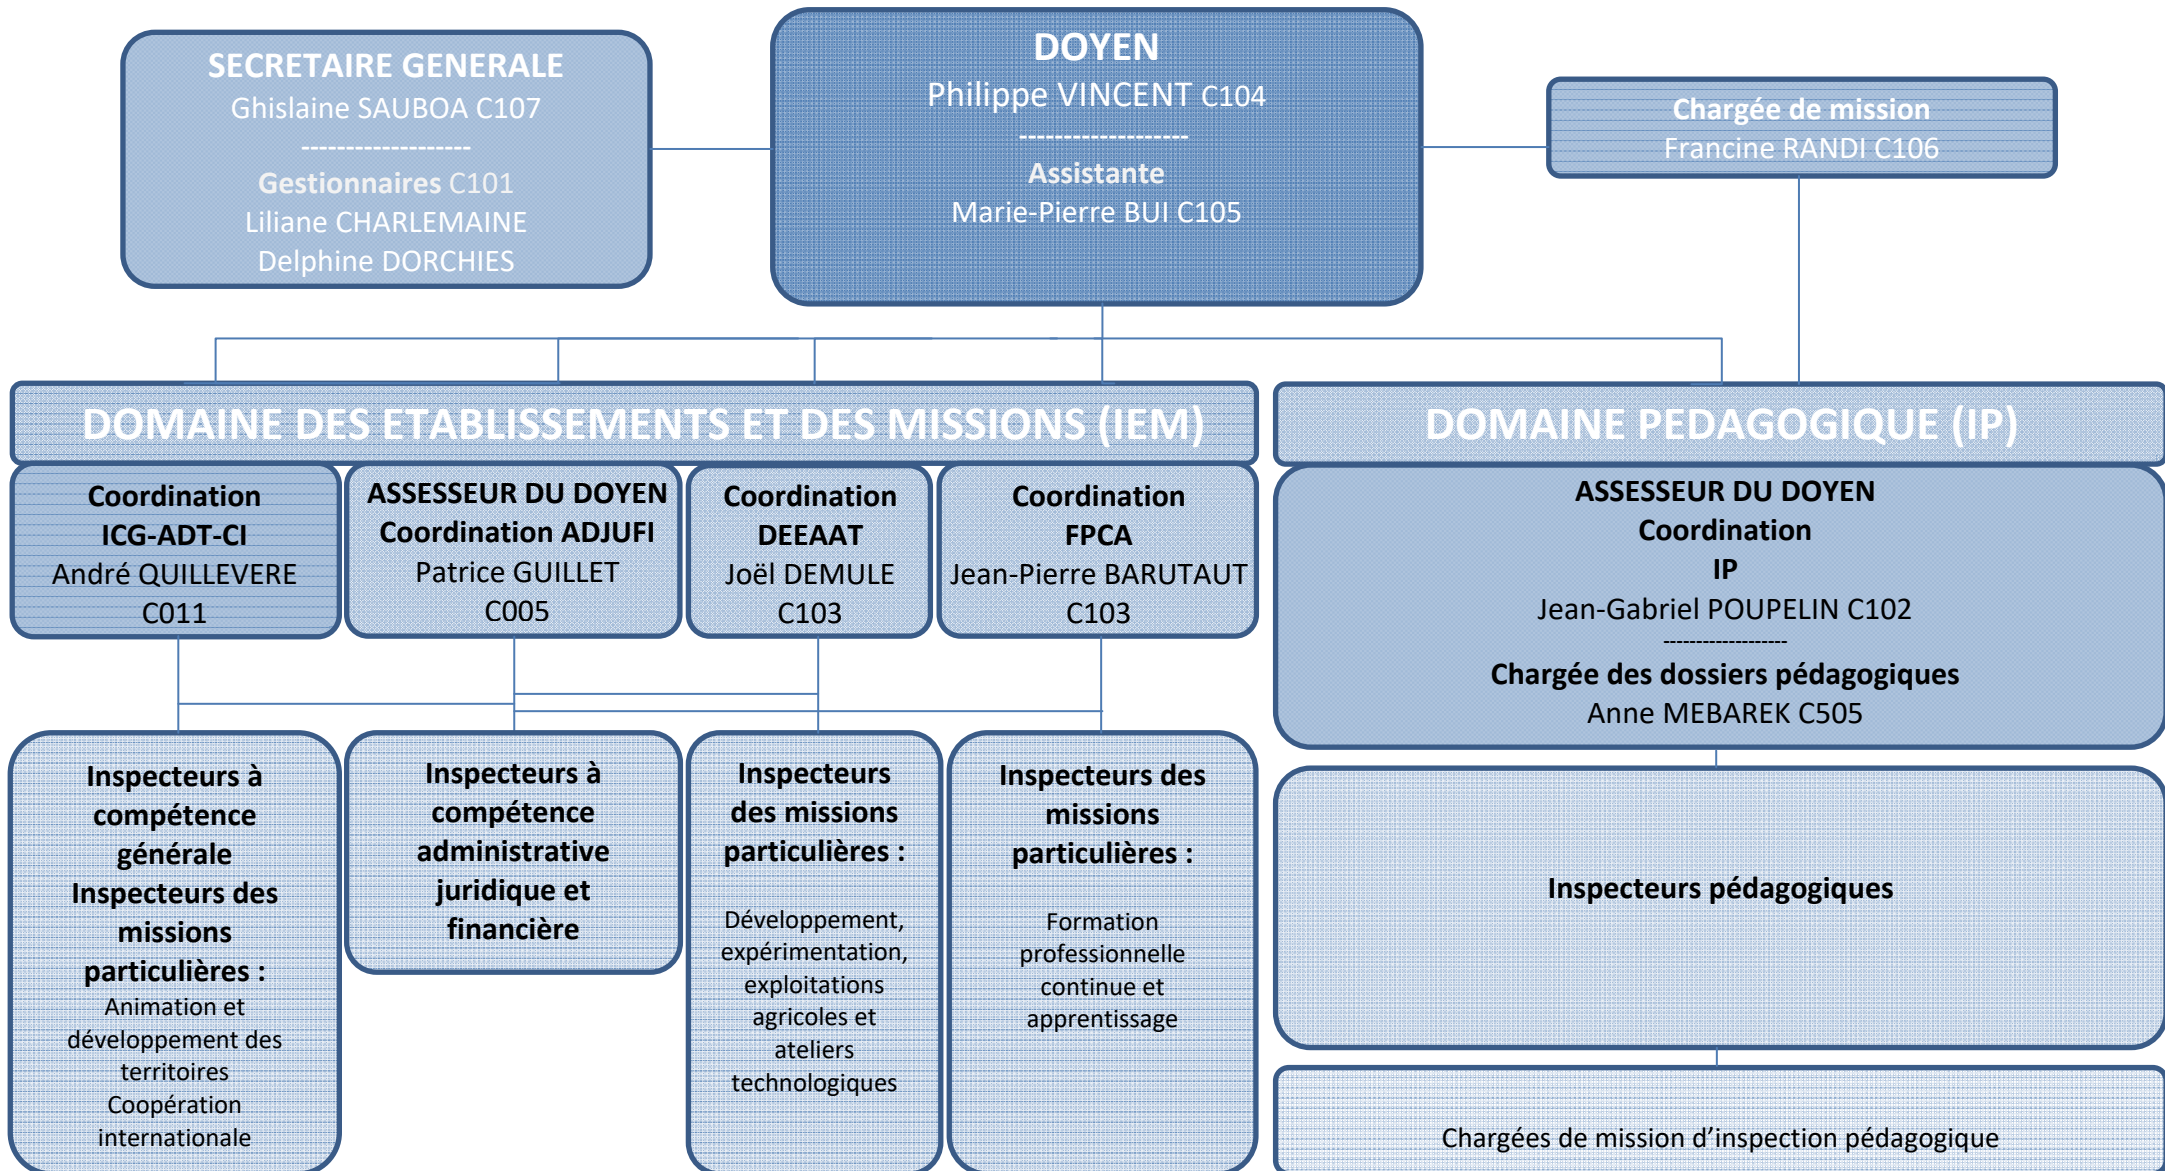 SECRETAIRE GENERALE
Ghislaine SAUBOA C107
-------------------
Gestionnaires C101
Liliane CHARLEMAINE
Delphine DORCHIES
DOYEN
Philippe VINCENT C104
-------------------
Assistante
Marie-Pierre BUI C105
Chargée de mission
Francine RANDI C106
DOMAINE DES ETABLISSEMENTS ET DES MISSIONS (IEM)
DOMAINE PEDAGOGIQUE (IP)
Coordination
ICG-ADT-CI
André QUILLEVERE
C011
ASSESSEUR DU DOYEN
Coordination ADJUFI
Patrice GUILLET
C005
Coordination
DEEAAT
Joël DEMULE
C103
Coordination
FPCA
Jean-Pierre BARUTAUT
C103
ASSESSEUR DU DOYEN
Coordination
IP
Jean-Gabriel POUPELIN C102
-------------------
Chargée des dossiers pédagogiques
Anne MEBAREK C505
Inspecteurs à
compétence
générale
Inspecteurs des
missions
particulières :
Animation et
développement des
territoires
Coopération
internationale
Inspecteurs à
compétence
administrative
juridique et
financière
Inspecteurs
des missions
particulières :
Développement,
expérimentation,
exploitations
agricoles et
ateliers
technologiques
Inspecteurs des
missions
particulières :
Formation
professionnelle
continue et
apprentissage
Inspecteurs pédagogiques
Chargées de mission d’inspection pédagogique